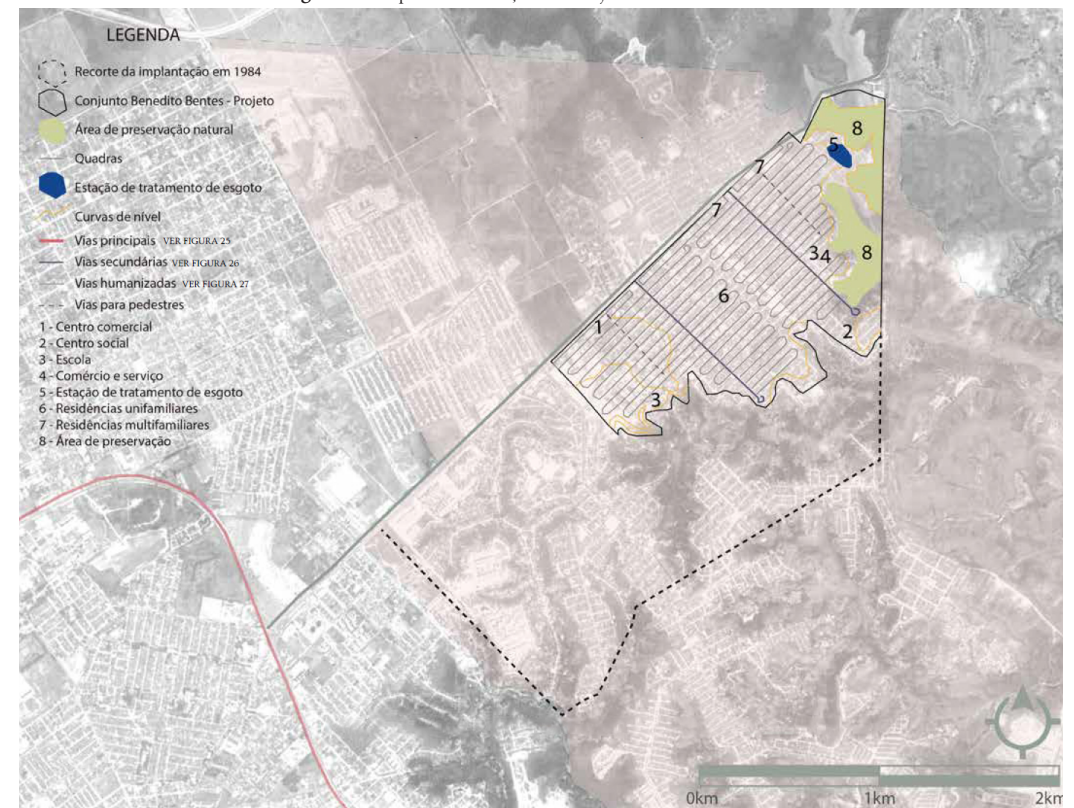 LEGENDA
Recorte da implantação em 1984
Conjunto Benedito Bentes - Projeto
Área de preservação natural
Quadras
Estação de tratamento de esgoto
Curvas de nível
Vias principais VER FIGURA 25
Vias secundárias VER FIGURA 26
Vias humanizadas VER FIGURA 27
Vias para pedestres
1 - Centro comercial
2 - Centro social
3 - Escola
4 - Comércio e serviço
5 - Estação de tratamento de esgoto
6 - Residências unifamiliares
7 - Residências multifamiliares
8 - Área de preservação
8
5
7
7
34
8
6
1
2
3
0km 1km 2km